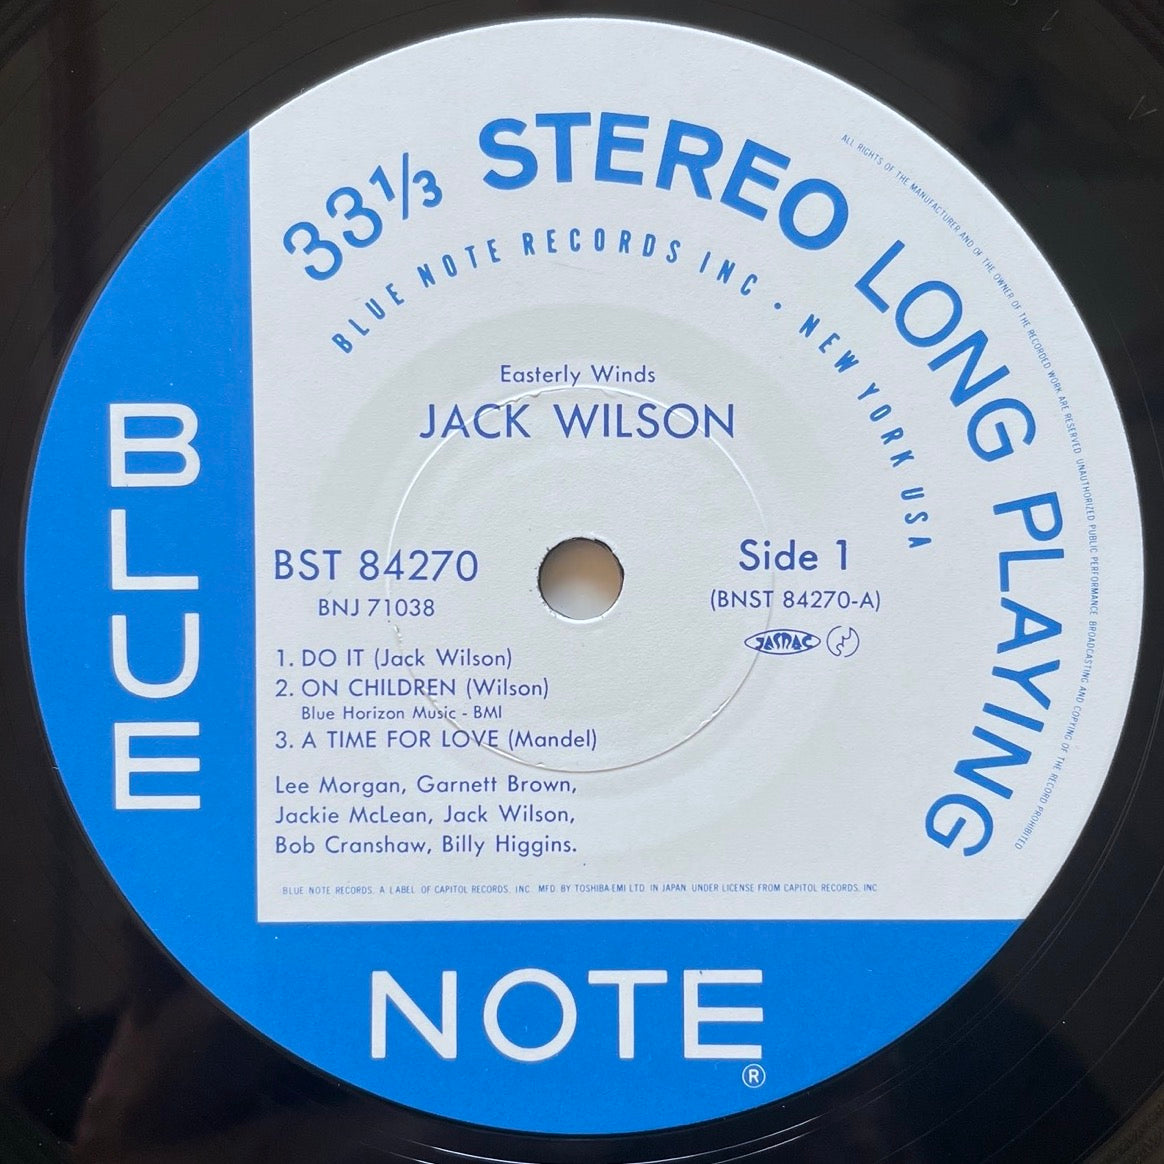 33⅓ STEREO LONG PLAYING
BLUE NOTE RECORDS INC • NEW YORK USA
ALL RIGHTS OF THE MANUFACTURER AND OF THE OWNER OF THE RECORDED WORK ARE RESERVED. UNAUTHORIZED PUBLIC PERFORMANCE BROADCASTING AND COPYING OF THE RECORD PROHIBITED
Easterly Winds
JACK WILSON
BST 84270
BNJ 71038
Side 1
(BNST 84270-A)
JASRAC
1. DO IT (Jack Wilson)
2. ON CHILDREN (Wilson)
Blue Horizon Music - BMI
3. A TIME FOR LOVE (Mandel)
Lee Morgan, Garnett Brown,
Jackie McLean, Jack Wilson,
Bob Cranshaw, Billy Higgins.
BLUE NOTE RECORDS, A LABEL OF CAPITOL RECORDS, INC. MFD. BY TOSHIBA-EMI LTD. IN JAPAN UNDER LICENSE FROM CAPITOL RECORDS, INC
BLUE
NOTE
®